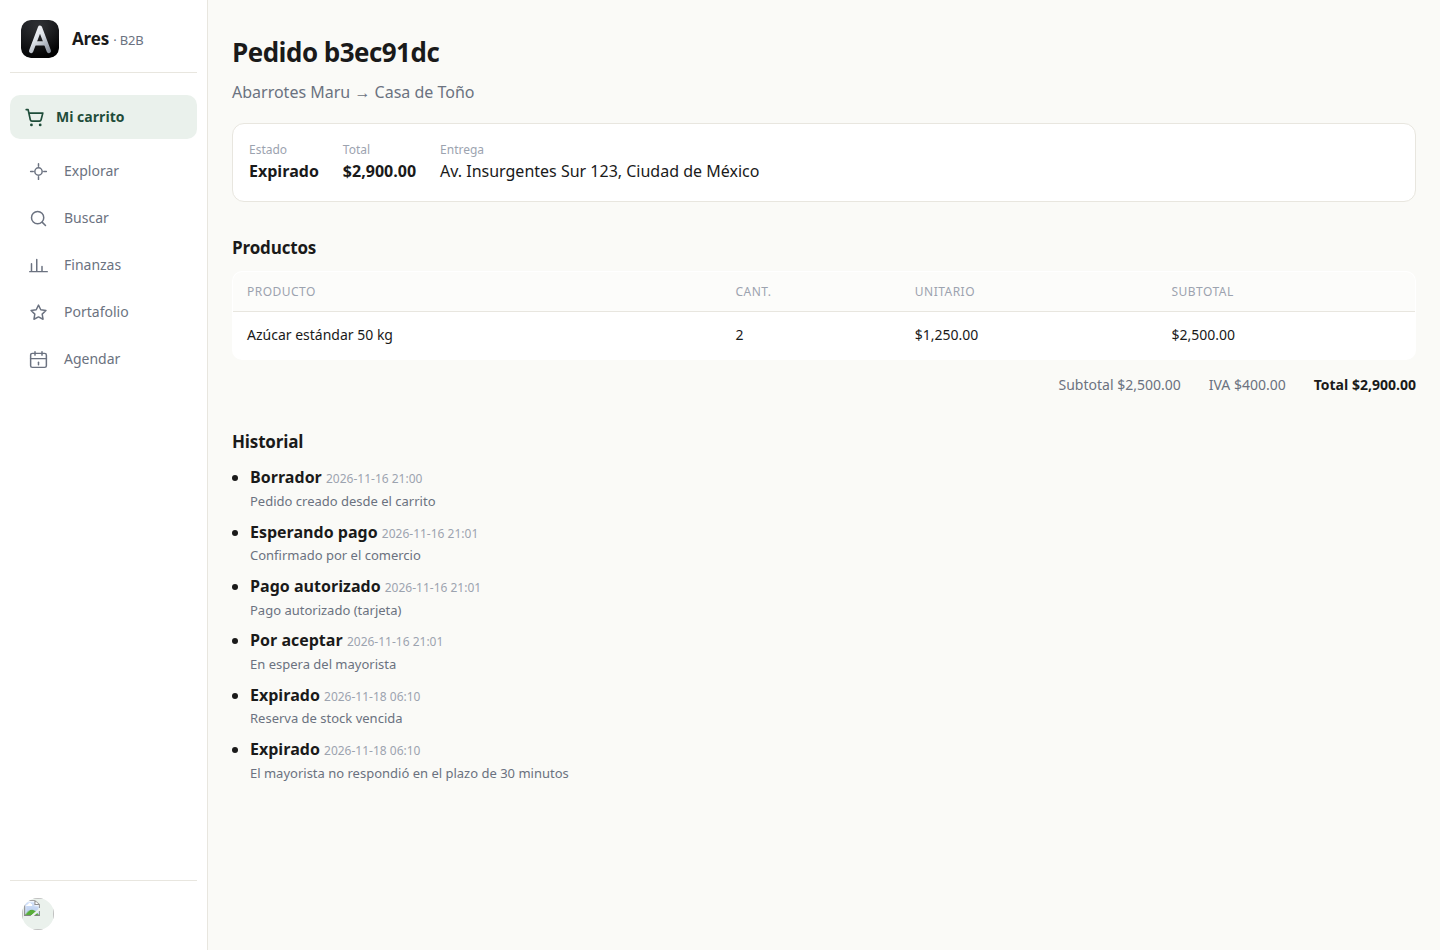 Ares · B2B
Mi carrito
Explorar
Buscar
Finanzas
Portafolio
Agendar
Pedido b3ec91dc
Abarrotes Maru → Casa de Toño
Estado Total Entrega
Expirado $2,900.00 Av. Insurgentes Sur 123, Ciudad de México
Productos
PRODUCTO CANT. UNITARIO SUBTOTAL
Azúcar estándar 50 kg 2 $1,250.00 $2,500.00
Subtotal $2,500.00 IVA $400.00 Total $2,900.00
Historial
Borrador 2026-11-16 21:00
Pedido creado desde el carrito
Esperando pago 2026-11-16 21:01
Confirmado por el comercio
Pago autorizado 2026-11-16 21:01
Pago autorizado (tarjeta)
Por aceptar 2026-11-16 21:01
En espera del mayorista
Expirado 2026-11-18 06:10
Reserva de stock vencida
Expirado 2026-11-18 06:10
El mayorista no respondió en el plazo de 30 minutos